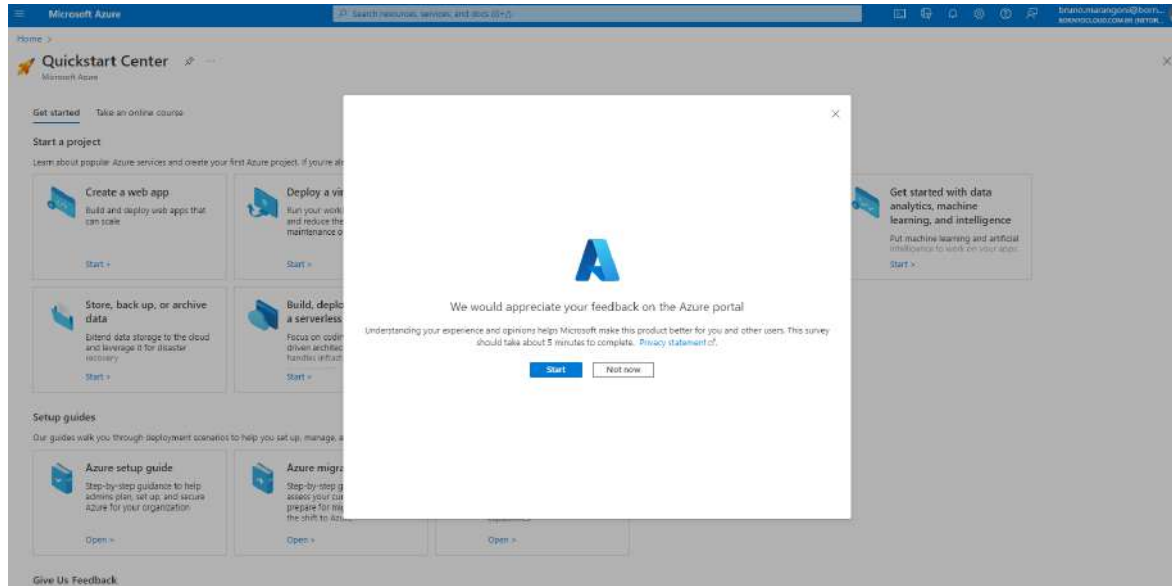 Microsoft Azure
Search resources, services, and docs (G+/)
bruno.marangoni@born...
Home >
Quickstart Center
Microsoft Azure
Get started
Take an online course
Start a project
Learn about popular Azure services and create your first Azure project. If you're
Create a web app
Build and deploy web apps that
can scale
Start >
Deploy a vi
Run your work
and reduce the
maintenance o
Start >
Get started with data
analytics, machine
learning, and intelligence
Put machine learning and artificial
intelligence to work on your apps
Start >
We would appreciate your feedback on the Azure portal
Understanding your experience and opinions helps Microsoft make this product better for you and other users. This survey
should take about 5 minutes to complete. Privacy statement
Start
Not now
Store, back up, or archive
data
Extend data storage to the cloud
and leverage it for disaster
recovery
Start >
Build, deplo
a serverless
Focus on codin
driven architec
handles infrast
Start >
Setup guides
Our guides walk you through deployment scenarios to help you set up, manage,
Azure setup guide
Step-by-step guidance to help
admins plan, set up, and secure
Azure for your organization
Open >
Azure migra
Step-by-step g
assess your cu
prepare for mi
the shift to Azu
Open >
Open >
Give Us Feedback